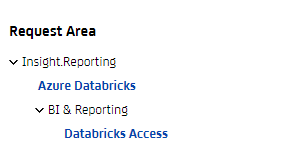 Request Area
Insight.Reporting
Azure Databricks
BI & Reporting
Databricks Access